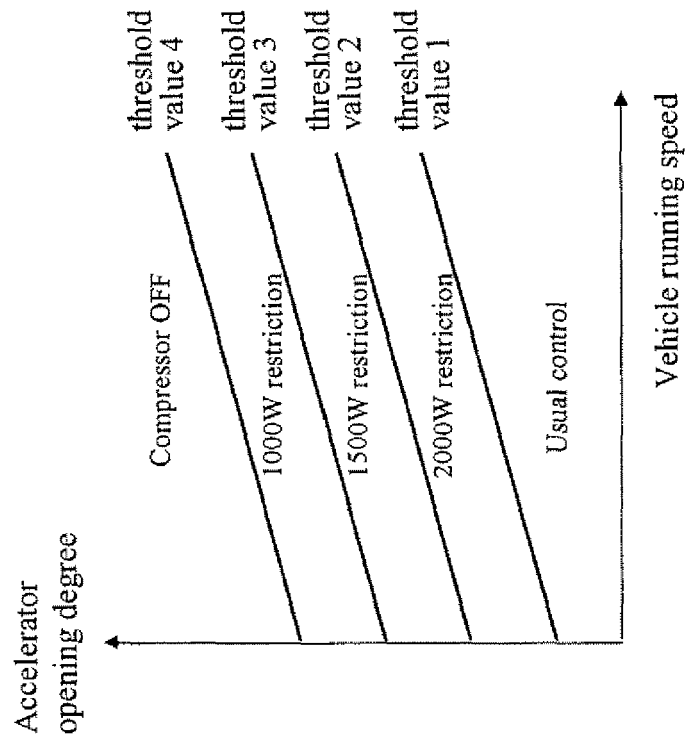 Accelerator
opening degree
threshold
value 4
threshold
value 3
threshold
value 2
threshold
value 1
Compressor OFF
1000W restriction
1500W restriction
2000W restriction
Usual control
Vehicle running speed